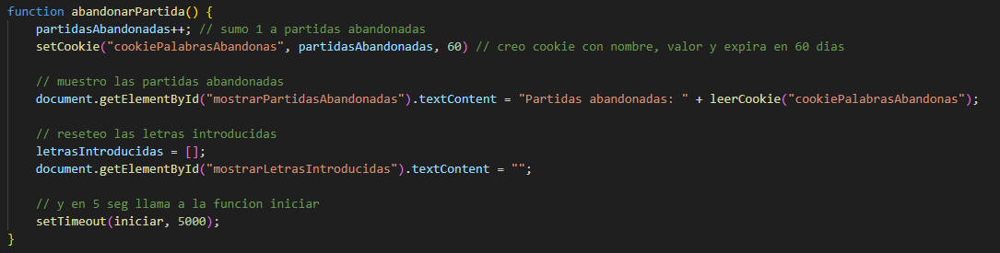 function abandonarPartida() {
partidasAbandonadas++; // sumo 1 a partidas abandonadas
setCookie("cookiePalabrasAbandonas", partidasAbandonadas, 60) // creo cookie con nombre, valor y expira en 60 dias
// muestro las partidas abandonadas
document.getElementById("mostrarPartidasAbandonadas").textContent = "Partidas abandonadas: " + leerCookie("cookiePalabrasAbandonas");
// reseteo las letras introducidas
letrasIntroducidas = [];
document.getElementById("mostrarLetrasIntroducidas").textContent = "";
// y en 5 seg llama a la funcion iniciar
setTimeout(iniciar, 5000);
}